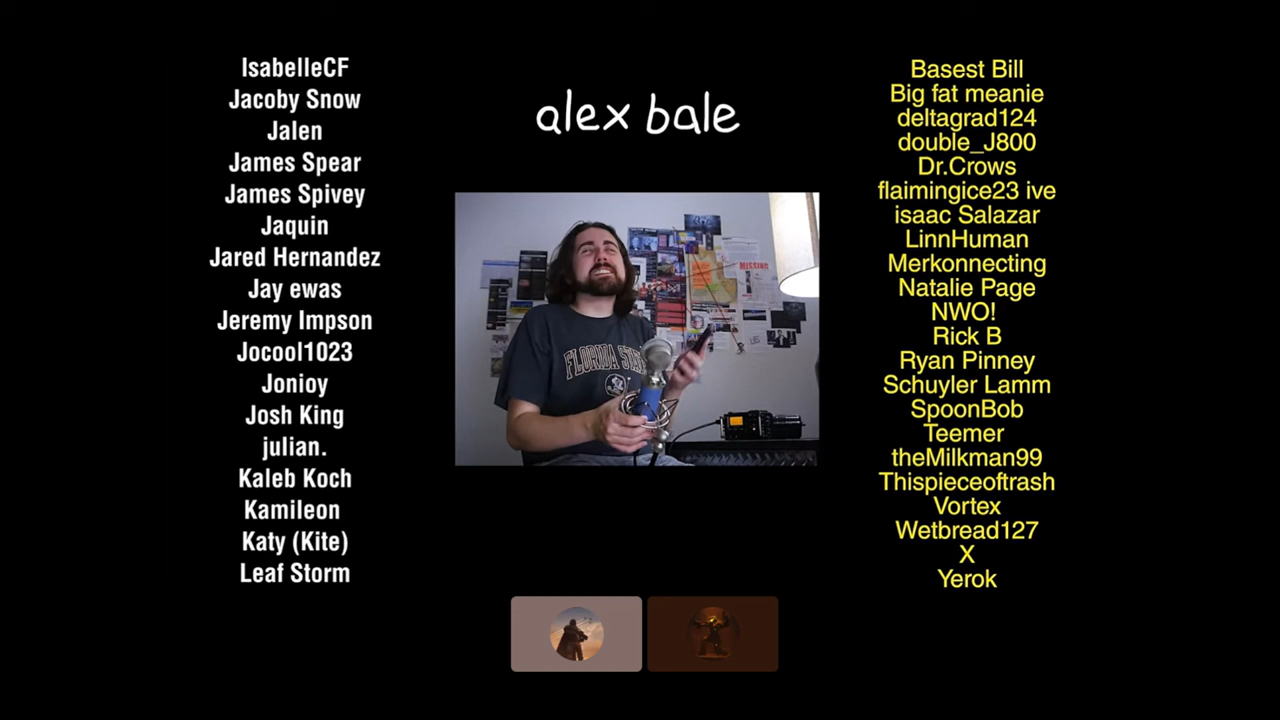 IsabelleCF
Jacoby Snow
Jalen
James Spear
James Spivey
Jaquin
Jared Hernandez
Jay ewas
Jeremy Impson
Jocool1023
Jonioy
Josh King
julian.
Kaleb Koch
Kamileon
Katy (Kite)
Leaf Storm
alex bale
MISSING
FLORIDA STATE
Basest Bill
Big fat meanie
deltagrad124
double_J800
Dr.Crows
flaimingice23 ive
isaac Salazar
LinnHuman
Merkonnecting
Natalie Page
NWO!
Rick B
Ryan Pinney
Schuyler Lamm
SpoonBob
Teemer
theMilkman99
Thispieceoftrash
Vortex
Wetbread127
X
Yerok